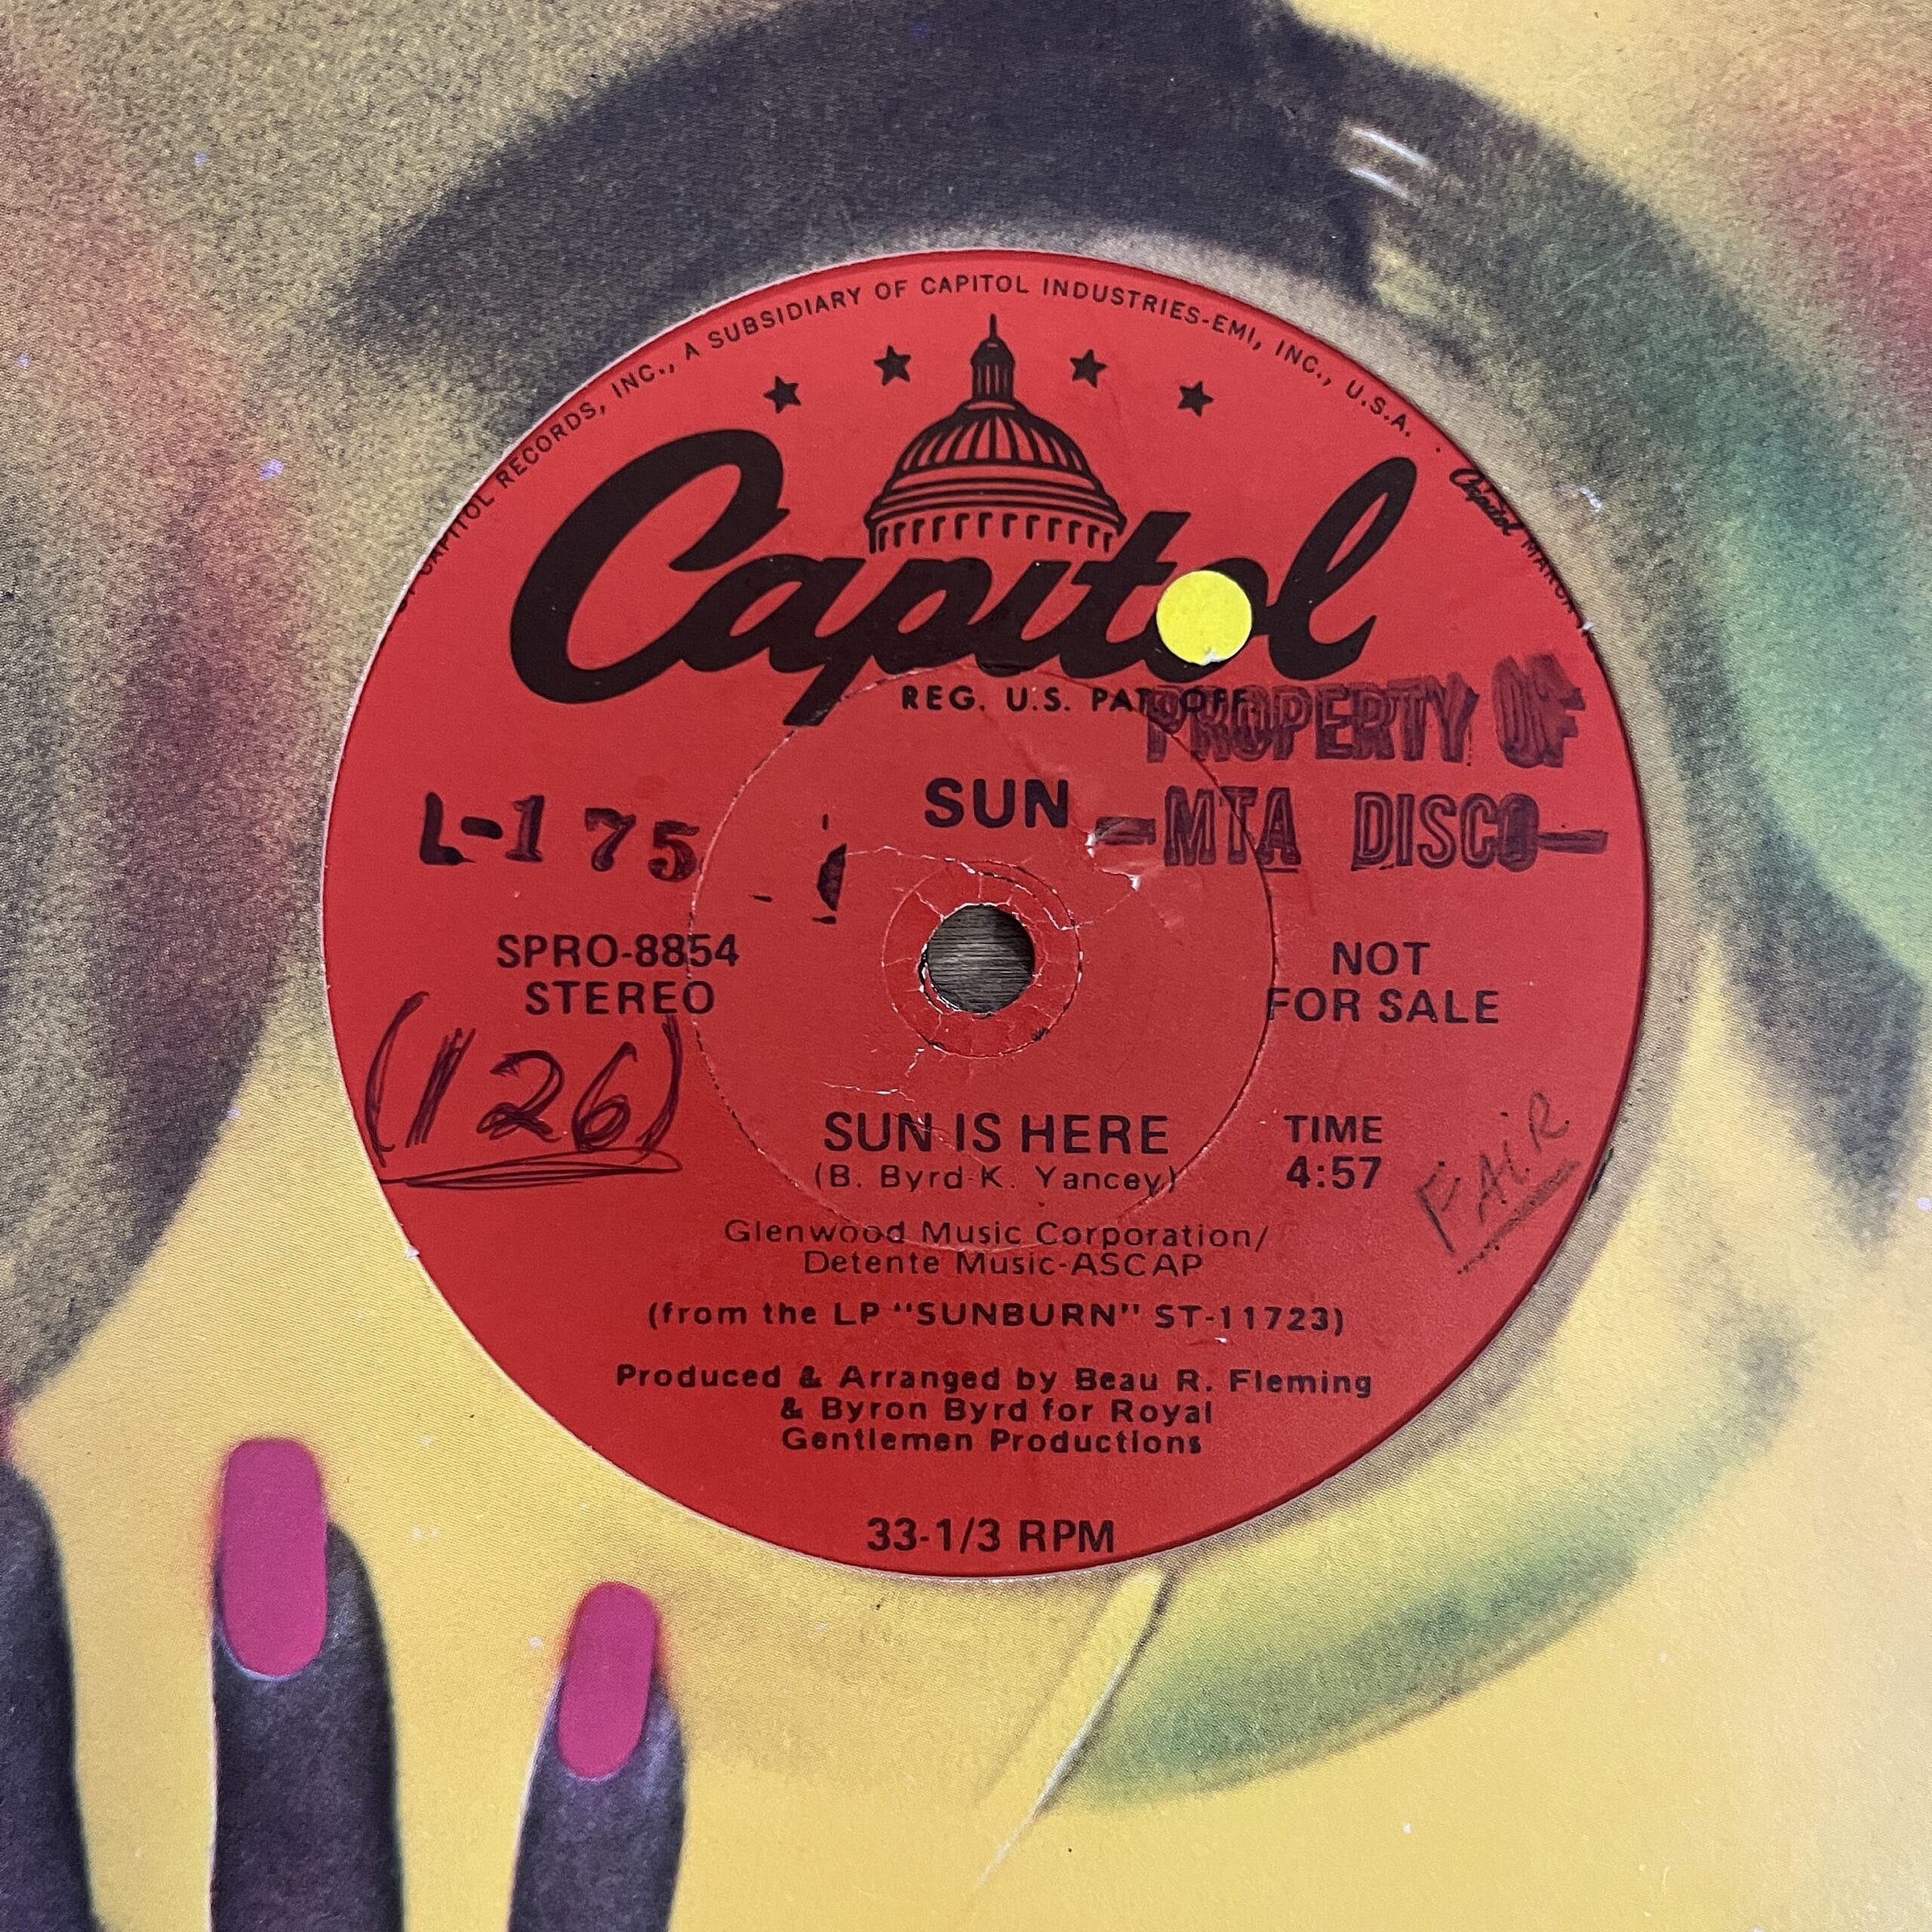 CAPITOL RECORDS, INC., A SUBSIDIARY OF CAPITOL INDUSTRIES-EMI, INC., U.S.A. · Capitol
Capitol
REG. U.S. PAT. OFF.
PROPERTY OF
SUN
-MTA DISCO-
L-1 75
SPRO-8854
STEREO
NOT
FOR SALE
(126)
SUN IS HERE
(B. Byrd-K. Yancey)
TIME
4:57
FAIR
Glenwood Music Corporation/
Detente Music-ASCAP
(from the LP "SUNBURN" ST-11723)
Produced & Arranged by Beau R. Fleming
& Byron Byrd for Royal
Gentlemen Productions
33-1/3 RPM